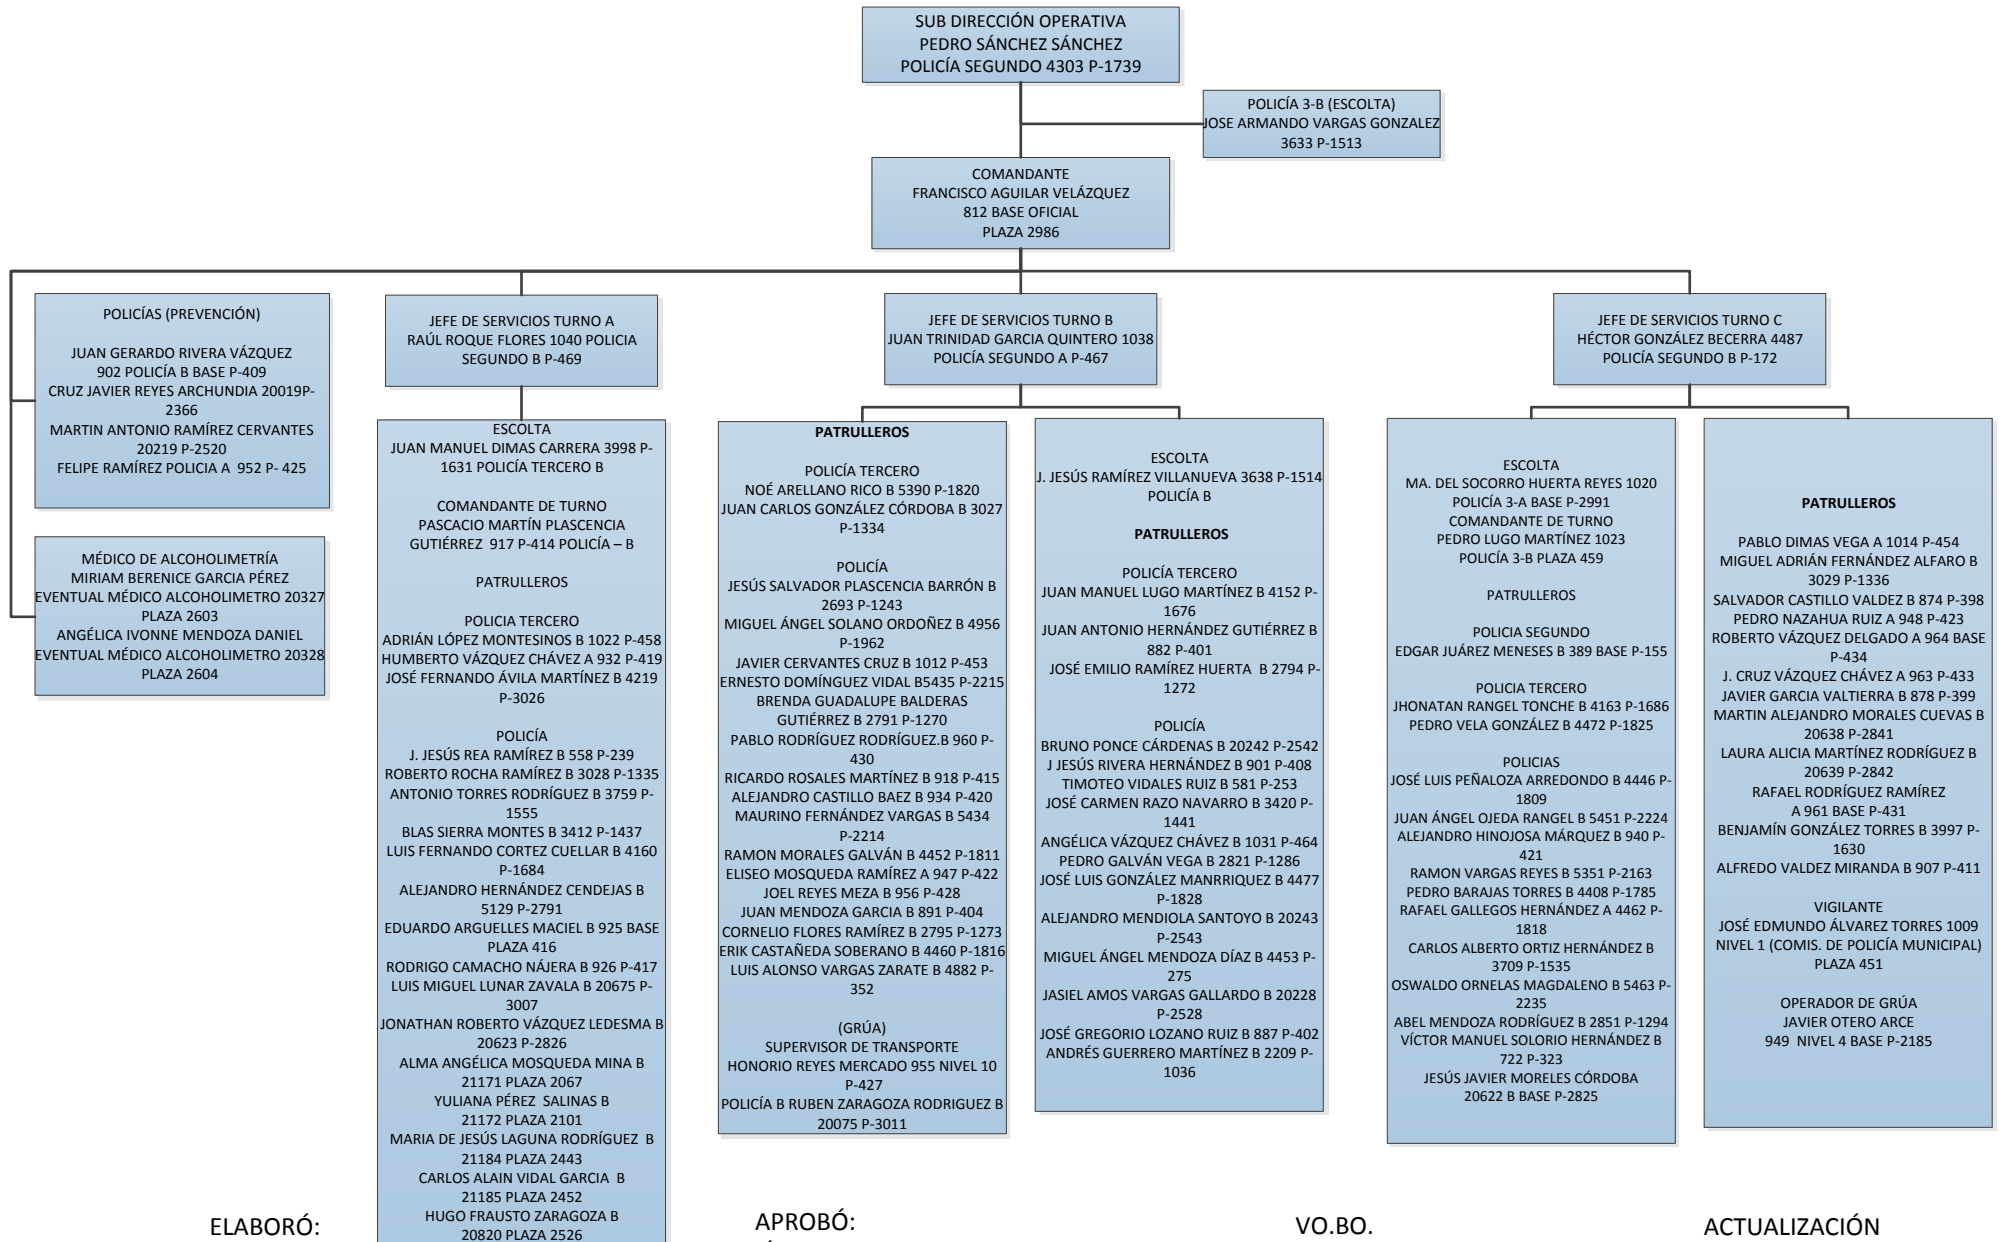 SUB DIRECCIÓN OPERATIVA
PEDRO SÁNCHEZ SÁNCHEZ
POLICÍA SEGUNDO 4303 P-1739
POLICÍA 3-B (ESCOLTA)
JOSE ARMANDO VARGAS GONZALEZ
3633 P-1513
COMANDANTE
FRANCISCO AGUILAR VELÁZQUEZ
812 BASE OFICIAL
PLAZA 2986
POLICÍAS (PREVENCIÓN)
JUAN GERARDO RIVERA VÁZQUEZ
902 POLICÍA B BASE P-409
CRUZ JAVIER REYES ARCHUNDIA 20019P-
2366
MARTIN ANTONIO RAMÍREZ CERVANTES
20219 P-2520
FELIPE RAMÍREZ POLICIA A  952 P- 425
MÉDICO DE ALCOHOLIMETRÍA
MIRIAM BERENICE GARCIA PÉREZ
EVENTUAL MÉDICO ALCOHOLIMETRO 20327
PLAZA 2603
ANGÉLICA IVONNE MENDOZA DANIEL
EVENTUAL MÉDICO ALCOHOLIMETRO 20328
PLAZA 2604
JEFE DE SERVICIOS TURNO A
RAÚL ROQUE FLORES 1040 POLICIA
SEGUNDO B P-469
ESCOLTA
JUAN MANUEL DIMAS CARRERA 3998 P-
1631 POLICÍA TERCERO B
COMANDANTE DE TURNO
PASCACIO MARTÍN PLASCENCIA
GUTIÉRREZ  917 P-414 POLICÍA – B
PATRULLEROS
POLICIA TERCERO
ADRIÁN LÓPEZ MONTESINOS B 1022 P-458
HUMBERTO VÁZQUEZ CHÁVEZ A 932 P-419
JOSÉ FERNANDO ÁVILA MARTÍNEZ B 4219
P-3026
POLICÍA
J. JESÚS REA RAMÍREZ B 558 P-239
ROBERTO ROCHA RAMÍREZ B 3028 P-1335
ANTONIO TORRES RODRÍGUEZ B 3759 P-
1555
BLAS SIERRA MONTES B 3412 P-1437
LUIS FERNANDO CORTEZ CUELLAR B 4160
P-1684
ALEJANDRO HERNÁNDEZ CENDEJAS B
5129 P-2791
EDUARDO ARGUELLES MACIEL B 925 BASE
PLAZA 416
RODRIGO CAMACHO NÁJERA B 926 P-417
LUIS MIGUEL LUNAR ZAVALA B 20675 P-
3007
JONATHAN ROBERTO VÁZQUEZ LEDESMA B
20623 P-2826
ALMA ANGÉLICA MOSQUEDA MINA B
21171 PLAZA 2067
YULIANA PÉREZ  SALINAS B
21172 PLAZA 2101
MARIA DE JESÚS LAGUNA RODRÍGUEZ  B
21184 PLAZA 2443
CARLOS ALAIN VIDAL GARCIA  B
21185 PLAZA 2452
HUGO FRAUSTO ZARAGOZA B
20820 PLAZA 2526
JEFE DE SERVICIOS TURNO B
JUAN TRINIDAD GARCIA QUINTERO 1038
POLICÍA SEGUNDO A P-467
PATRULLEROS
POLICÍA TERCERO
NOÉ ARELLANO RICO B 5390 P-1820
JUAN CARLOS GONZÁLEZ CÓRDOBA B 3027
P-1334
POLICÍA
JESÚS SALVADOR PLASCENCIA BARRÓN B
2693 P-1243
MIGUEL ÁNGEL SOLANO ORDOÑEZ B 4956
P-1962
JAVIER CERVANTES CRUZ B 1012 P-453
ERNESTO DOMÍNGUEZ VIDAL B5435 P-2215
BRENDA GUADALUPE BALDERAS
GUTIÉRREZ B 2791 P-1270
PABLO RODRÍGUEZ RODRÍGUEZ.B 960 P-
430
RICARDO ROSALES MARTÍNEZ B 918 P-415
ALEJANDRO CASTILLO BAEZ B 934 P-420
MAURINO FERNÁNDEZ VARGAS B 5434
P-2214
RAMON MORALES GALVÁN B 4452 P-1811
ELISEO MOSQUEDA RAMÍREZ A 947 P-422
JOEL REYES MEZA B 956 P-428
JUAN MENDOZA GARCIA B 891 P-404
CORNELIO FLORES RAMÍREZ B 2795 P-1273
ERIK CASTAÑEDA SOBERANO B 4460 P-1816
LUIS ALONSO VARGAS ZARATE B 4882 P-
352
(GRÚA)
SUPERVISOR DE TRANSPORTE
HONORIO REYES MERCADO 955 NIVEL 10
P-427
POLICÍA B RUBEN ZARAGOZA RODRIGUEZ B
20075 P-3011
ESCOLTA
J. JESÚS RAMÍREZ VILLANUEVA 3638 P-1514
POLICÍA B
PATRULLEROS
POLICÍA TERCERO
JUAN MANUEL LUGO MARTÍNEZ B 4152 P-
1676
JUAN ANTONIO HERNÁNDEZ GUTIÉRREZ B
882 P-401
JOSÉ EMILIO RAMÍREZ HUERTA  B 2794 P-
1272
POLICÍA
BRUNO PONCE CÁRDENAS B 20242 P-2542
J JESÚS RIVERA HERNÁNDEZ B 901 P-408
TIMOTEO VIDALES RUIZ B 581 P-253
JOSÉ CARMEN RAZO NAVARRO B 3420 P-
1441
ANGÉLICA VÁZQUEZ CHÁVEZ B 1031 P-464
PEDRO GALVÁN VEGA B 2821 P-1286
JOSÉ LUIS GONZÁLEZ MANRRIQUEZ B 4477
P-1828
ALEJANDRO MENDIOLA SANTOYO B 20243
P-2543
MIGUEL ÁNGEL MENDOZA DÍAZ B 4453 P-
275
JASIEL AMOS VARGAS GALLARDO B 20228
P-2528
JOSÉ GREGORIO LOZANO RUIZ B 887 P-402
ANDRÉS GUERRERO MARTÍNEZ B 2209 P-
1036
JEFE DE SERVICIOS TURNO C
HÉCTOR GONZÁLEZ BECERRA 4487
POLICÍA SEGUNDO B P-172
ESCOLTA
MA. DEL SOCORRO HUERTA REYES 1020
POLICÍA 3-A BASE P-2991
COMANDANTE DE TURNO
PEDRO LUGO MARTÍNEZ 1023
POLICÍA 3-B PLAZA 459
PATRULLEROS
POLICIA SEGUNDO
EDGAR JUÁREZ MENESES B 389 BASE P-155
POLICIA TERCERO
JHONATAN RANGEL TONCHE B 4163 P-1686
PEDRO VELA GONZÁLEZ B 4472 P-1825
POLICIAS
JOSÉ LUIS PEÑALOZA ARREDONDO B 4446 P-
1809
JUAN ÁNGEL OJEDA RANGEL B 5451 P-2224
ALEJANDRO HINOJOSA MÁRQUEZ B 940 P-
421
RAMON VARGAS REYES B 5351 P-2163
PEDRO BARAJAS TORRES B 4408 P-1785
RAFAEL GALLEGOS HERNÁNDEZ A 4462 P-
1818
CARLOS ALBERTO ORTIZ HERNÁNDEZ B
3709 P-1535
OSWALDO ORNELAS MAGDALENO B 5463 P-
2235
ABEL MENDOZA RODRÍGUEZ B 2851 P-1294
VÍCTOR MANUEL SOLORIO HERNÁNDEZ B
722 P-323
JESÚS JAVIER MORELES CÓRDOBA
20622 B BASE P-2825
PATRULLEROS
PABLO DIMAS VEGA A 1014 P-454
MIGUEL ADRIÁN FERNÁNDEZ ALFARO B
3029 P-1336
SALVADOR CASTILLO VALDEZ B 874 P-398
PEDRO NAZAHUA RUIZ A 948 P-423
ROBERTO VÁZQUEZ DELGADO A 964 BASE
P-434
J. CRUZ VÁZQUEZ CHÁVEZ A 963 P-433
JAVIER GARCIA VALTIERRA B 878 P-399
MARTIN ALEJANDRO MORALES CUEVAS B
20638 P-2841
LAURA ALICIA MARTÍNEZ RODRÍGUEZ B
20639 P-2842
RAFAEL RODRÍGUEZ RAMÍREZ
A 961 BASE P-431
BENJAMÍN GONZÁLEZ TORRES B 3997 P-
1630
ALFREDO VALDEZ MIRANDA B 907 P-411
VIGILANTE
JOSÉ EDMUNDO ÁLVAREZ TORRES 1009
NIVEL 1 (COMIS. DE POLICÍA MUNICIPAL)
PLAZA 451
OPERADOR DE GRÚA
JAVIER OTERO ARCE
949  NIVEL 4 BASE P-2185
ELABORÓ:
APROBÓ:
VO.BO.
ACTUALIZACIÓN